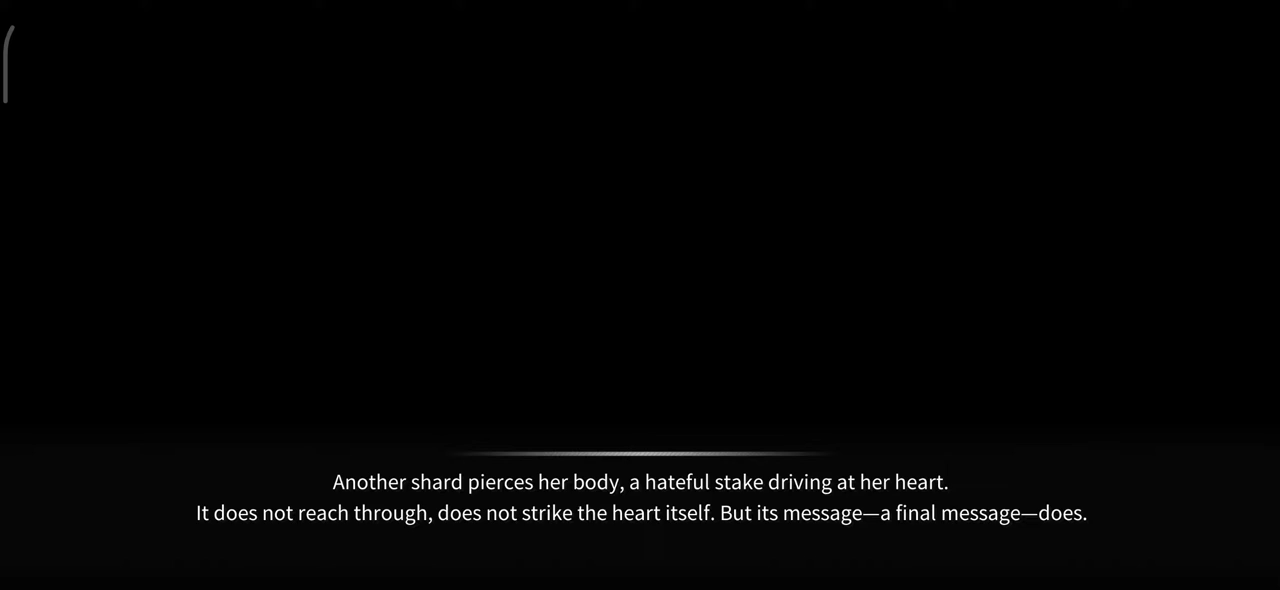 Another shard pierces her body, a hateful stake driving at her heart.
It does not reach through, does not strike the heart itself. But its message—a final message—does.